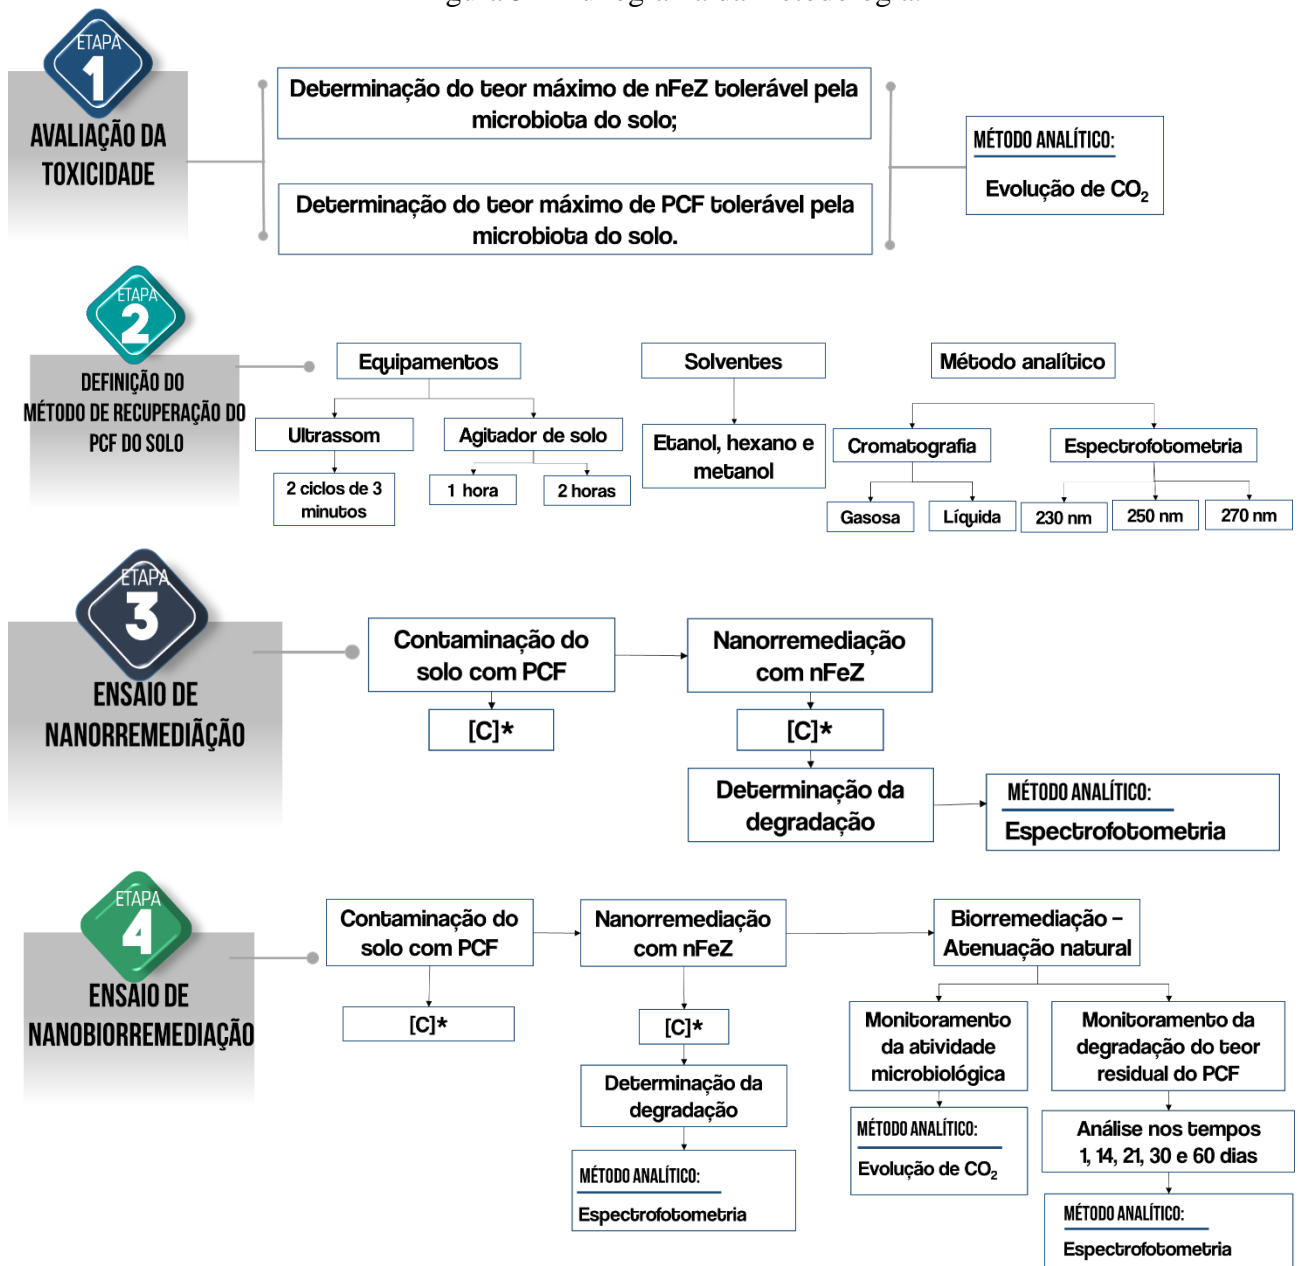 ETAPA
1
AVALIAÇÃO DA
TOXICIDADE
Determinação do teor máximo de nFeZ tolerável pela
microbiota do solo;
Determinação do teor máximo de PCF tolerável pela
microbiota do solo.
MÉTODO ANALÍTICO:
Evolução de CO₂
ETAPA
2
DEFINIÇÃO DO
MÉTODO DE RECUPERAÇÃO DO
PCF DO SOLO
Equipamentos
Ultrassom
2 ciclos de 3
minutos
Agitador de solo
1 hora
2 horas
Solventes
Etanol, hexano e
metanol
Método analítico
Cromatografia
Gasosa
Líquida
Espectrofotometria
230 nm
250 nm
270 nm
ETAPA
3
ENSAIO DE
NANORREMEDIÃÇÃO
Contaminação do
solo com PCF
[C]*
Nanorremediação
com nFeZ
[C]*
Determinação da
degradação
MÉTODO ANALÍTICO:
Espectrofotometria
ETAPA
4
ENSAIO DE
NANOBIORREMEDIAÇÃO
Contaminação do
solo com PCF
[C]*
Nanorremediação
com nFeZ
[C]*
Determinação da
degradação
MÉTODO ANALÍTICO:
Espectrofotometria
Biorremediação –
Atenuação natural
Monitoramento
da atividade
microbiológica
MÉTODO ANALÍTICO:
Evolução de CO₂
Monitoramento da
degradação do teor
residual do PCF
Análise nos tempos
1, 14, 21, 30 e 60 dias
MÉTODO ANALÍTICO:
Espectrofotometria